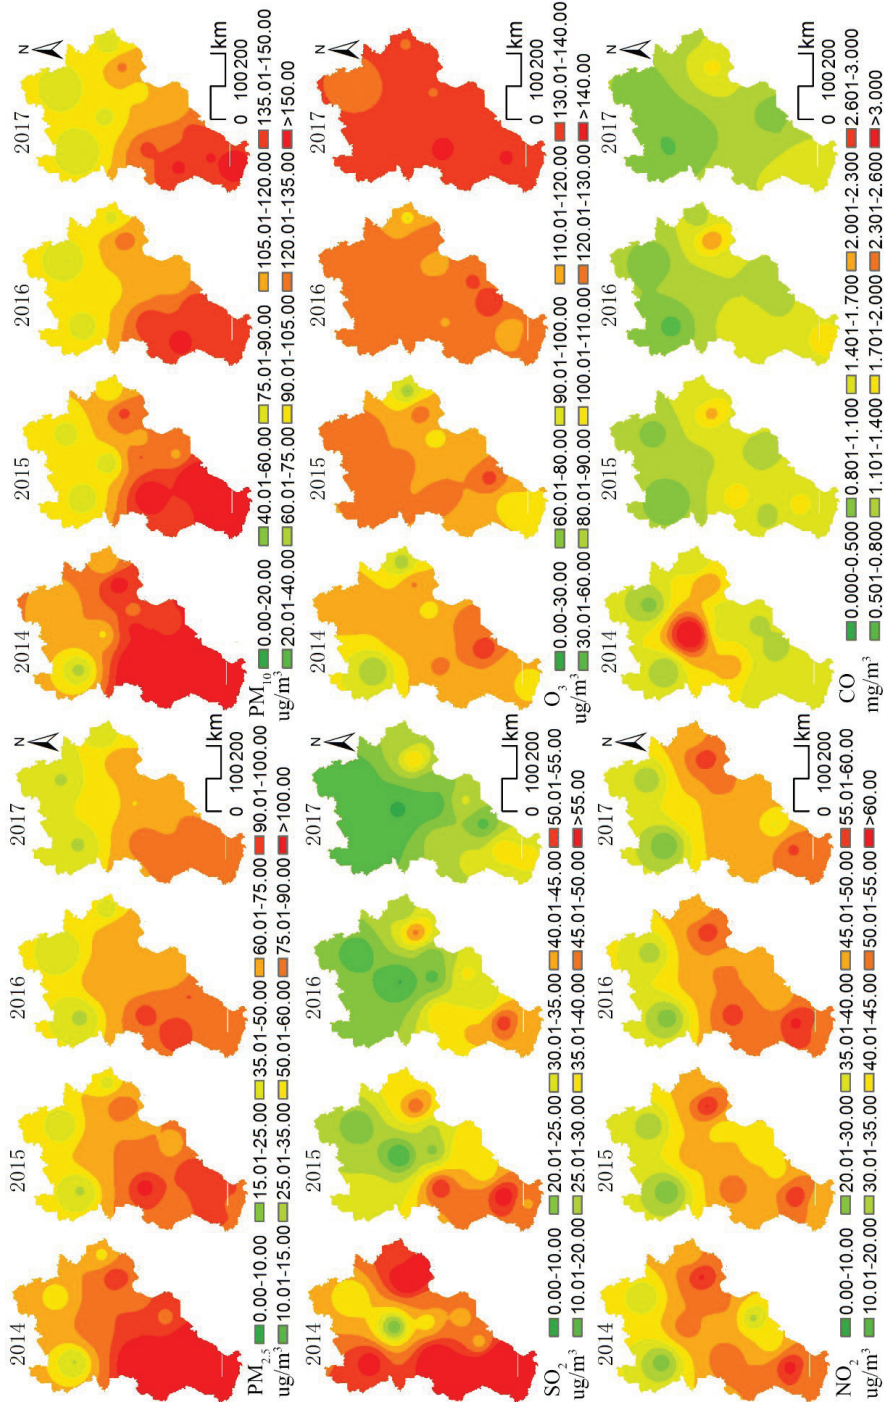 2014 2015 2016 2017
N
PM2.5
ug/m3
0.00-10.00 15.01-25.00 35.01-50.00 60.01-75.00 90.01-100.00
10.01-15.00 25.01-35.00 50.01-60.00 75.01-90.00 >100.00
0 100 200 km
2014 2015 2016 2017
N
PM10
ug/m3
0.00-20.00 40.01-60.00 75.01-90.00 105.01-120.00 135.01-150.00
20.01-40.00 60.01-75.00 90.01-105.00 120.01-135.00 >150.00
0 100 200 km
2014 2015 2016 2017
N
SO2
ug/m3
0.00-10.00 20.01-25.00 30.01-35.00 40.01-45.00 50.01-55.00
10.01-20.00 25.01-30.00 35.01-40.00 45.01-50.00 >55.00
0 100 200 km
2014 2015 2016 2017
N
O3
ug/m3
0.00-30.00 60.01-80.00 90.01-100.00 110.01-120.00 130.01-140.00
30.01-60.00 80.01-90.00 100.01-110.00 120.01-130.00 >140.00
0 100 200 km
2014 2015 2016 2017
N
NO2
ug/m3
0.00-10.00 20.01-30.00 35.01-40.00 45.01-50.00 55.01-60.00
10.01-20.00 30.01-35.00 40.01-45.00 50.01-55.00 >60.00
0 100 200 km
2014 2015 2016 2017
N
CO
mg/m3
0.000-0.500 0.801-1.100 1.401-1.700 2.001-2.300 2.601-3.000
0.501-0.800 1.101-1.400 1.701-2.000 2.301-2.600 >3.000
0 100 200 km